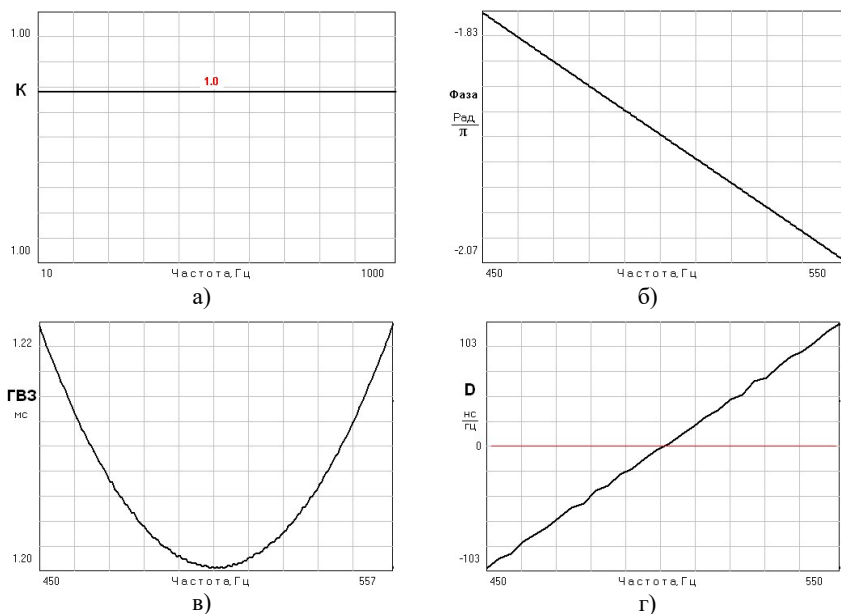 1.00
K
1.0
1.00
10
Частота, Гц
1000
а)
-1.83
Фаза
Рад
π
-2.07
450
Частота, Гц
550
б)
1.22
ГВЗ
мс
1.20
450
Частота, Гц
557
в)
103
D
нс
гц
0
-103
450
Частота, Гц
550
г)